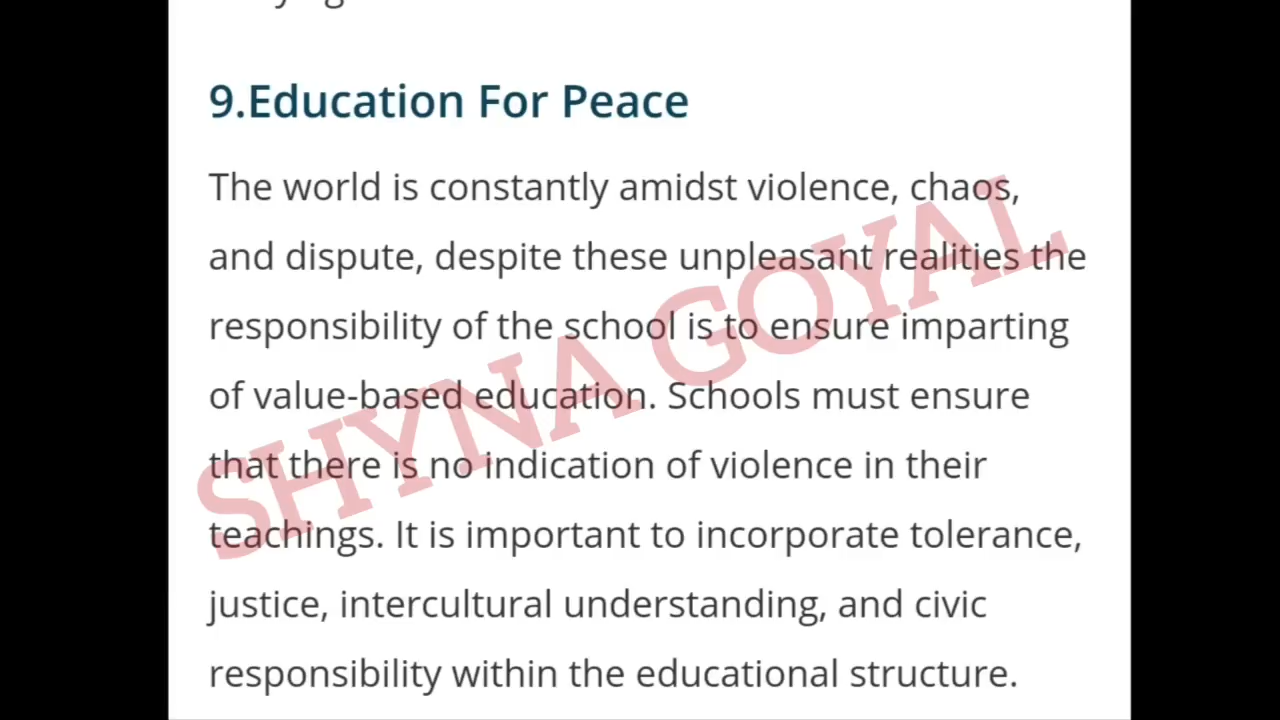 9.Education For Peace
The world is constantly amidst violence, chaos,
and dispute, despite these unpleasant realities the
responsibility of the school is to ensure imparting
of value-based education. Schools must ensure
that there is no indication of violence in their
teachings. It is important to incorporate tolerance,
justice, intercultural understanding, and civic
responsibility within the educational structure.
SHYNA GOYAL